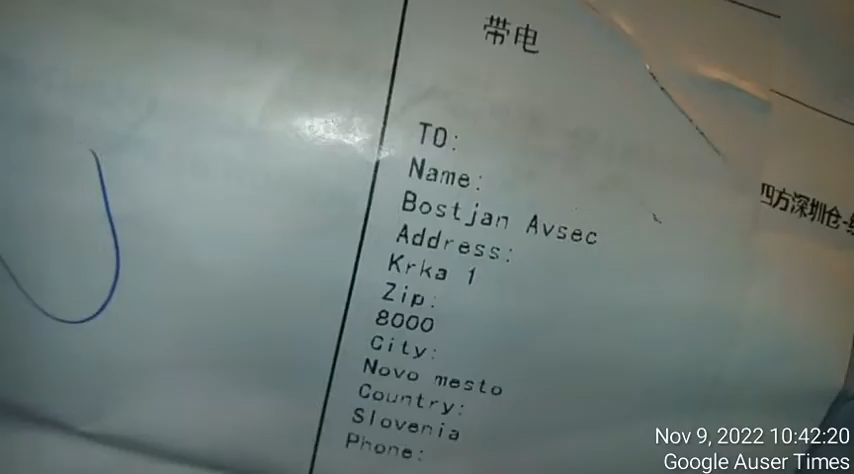 带电
TO:
Name:
Bostjan Avsec
Address:
Krka 1
Zip:
8000
City:
Novo mesto
Country:
Slovenia
Phone:
四方深圳仓-
Nov 9, 2022 10:42:20
Google Auser Times